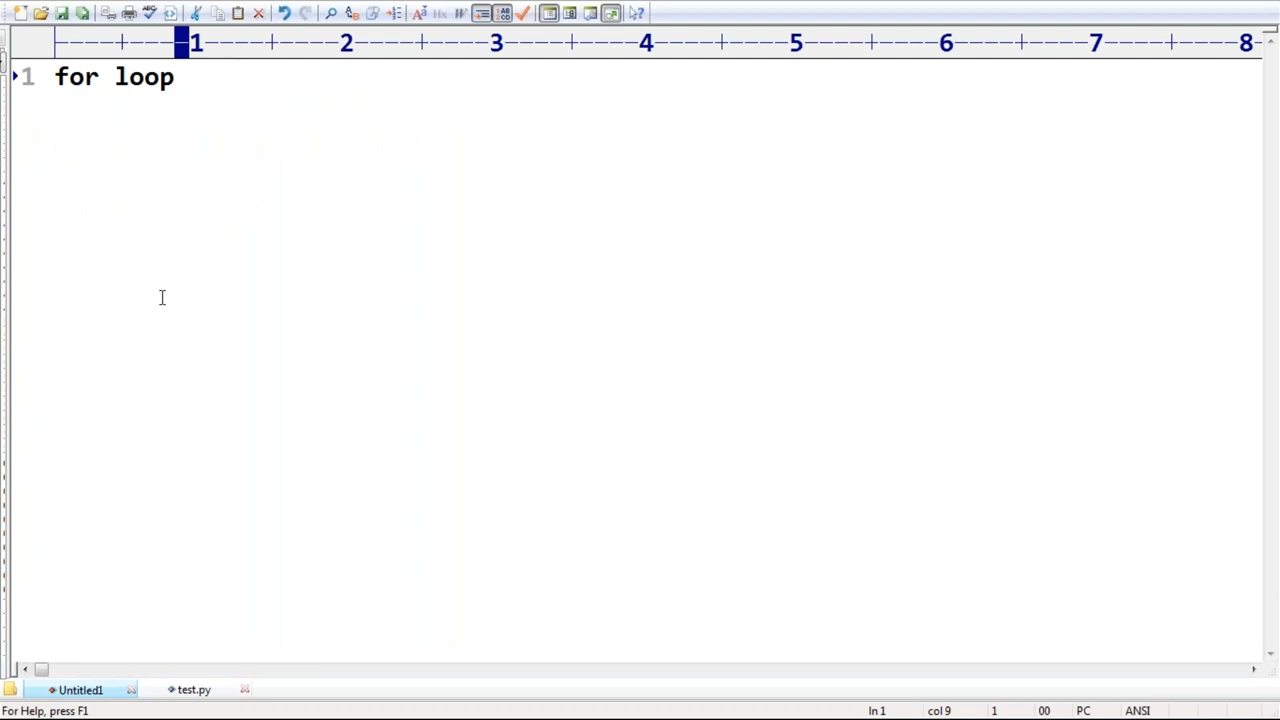 1 2 3 4 5 6 7 8
1 for loop
Untitled1 test.py
For Help, press F1 ln 1 col 9 1 00 PC ANSI